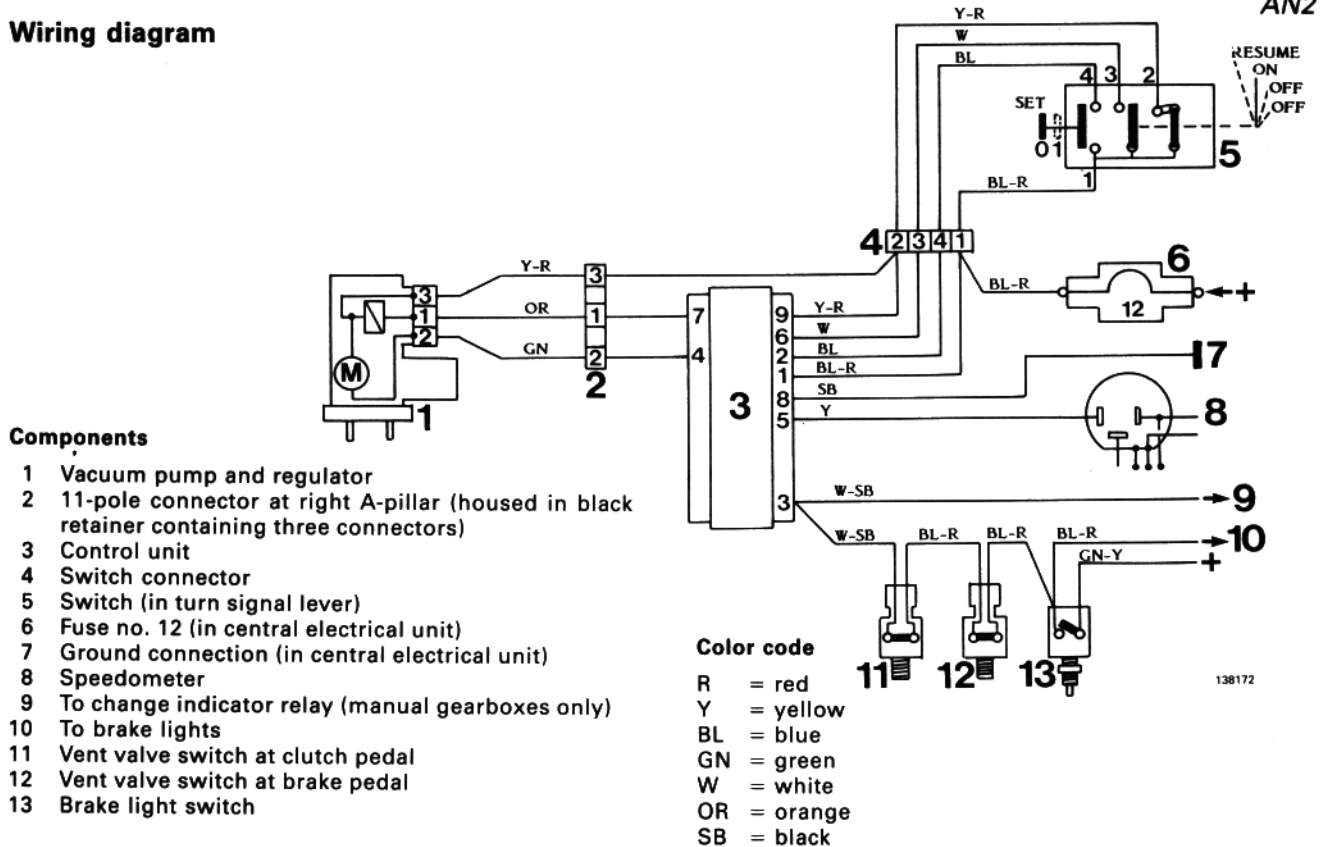 AN2
Wiring diagram
Y-R
W
BL
4 3 2
SET
01
RESUME
ON
OFF
OFF
5
BL-R
1
4 2 3 4 1
Y-R
3
BL-R
6
12
+
3
1
2
OR
GN
1
2
2
M
1
7
4
3
9
6
2
1
8
5
3
Y-R
W
BL
BL-R
SB
Y
7
8
W-SB
9
W-SB
BL-R
BL-R
BL-R
10
GN-Y
+
11
12
13
138172
Components
1 Vacuum pump and regulator
2 11-pole connector at right A-pillar (housed in black
retainer containing three connectors)
3 Control unit
4 Switch connector
5 Switch (in turn signal lever)
6 Fuse no. 12 (in central electrical unit)
7 Ground connection (in central electrical unit)
8 Speedometer
9 To change indicator relay (manual gearboxes only)
10 To brake lights
11 Vent valve switch at clutch pedal
12 Vent valve switch at brake pedal
13 Brake light switch
Color code
R = red
Y = yellow
BL = blue
GN = green
W = white
OR = orange
SB = black